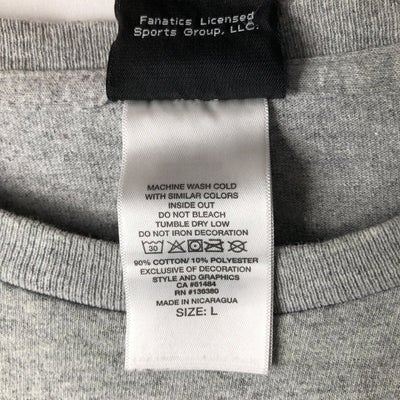 Fanatics Licensed
Sports Group, LLC.
MACHINE WASH COLD
WITH SIMILAR COLORS
INSIDE OUT
DO NOT BLEACH
TUMBLE DRY LOW
DO NOT IRON DECORATION
30
90% COTTON/ 10% POLYESTER
EXCLUSIVE OF DECORATION
STYLE AND GRAPHICS
CA #61484
RN #136380
MADE IN NICARAGUA
SIZE: L